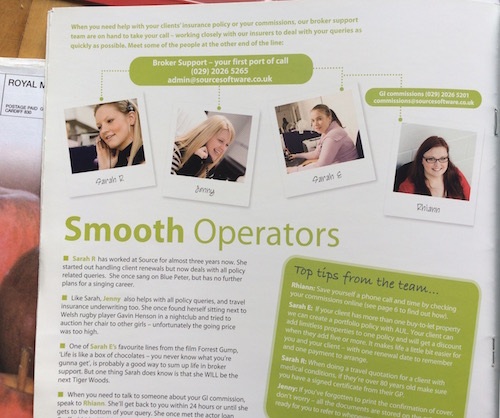 When you need help with your clients' insurance policy or your commissions, our broker support
team are on hand to take your call – working closely with our insurers to deal with your queries as
quickly as possible. Meet some of the people at the other end of the line:
Broker Support – your first port of call
(029) 2026 5265
admin@sourcesoftware.co.uk
GI commissions (029) 2026 5201
commissions@sourcesoftware.co.uk
ROYAL M
POSTAGE PAID G
CARDIFF 830
Sarah R
Jenny
Sarah E
Rhiann
Smooth Operators
Sarah R has worked at Source for almost three years now. She
started out handling client renewals but now deals with all policy
related queries. She once sang on Blue Peter, but has no further
plans for a singing career.
Like Sarah, Jenny also helps with all policy queries, and travel
insurance underwriting too. She once found herself sitting next to
Welsh rugby player Gavin Henson in a nightclub and tried to
auction her chair to other girls – unfortunately the going price
was too high.
One of Sarah E's favourite lines from the film Forrest Gump,
'Life is like a box of chocolates – you never know what you're
gunna get', is probably a good way to sum up life in broker
support. But one thing Sarah does know is that she WILL be the
next Tiger Woods.
When you need to talk to someone about your GI commission,
speak to Rhiann. She'll get back to you within 24 hours or until she
gets to the bottom of your query. She once met the actor Ioan
Top tips from the team...
Rhiann: Save yourself a phone call and time by checking
your commissions online (see page 6 to find out how).
Sarah E: If your client has more than one buy-to-let property
we can create a portfolio policy with AUL. Your client can
add limitless properties to one policy and will get a discount
when they add five or more. It makes life a little bit easier for
you and your client – with one renewal date to remember
and one payment to arrange.
Sarah R: When doing a travel quotation for a client with
medical conditions, if they're over 80 years old make sure
you have a signed certificate from their GP.
Jenny: If you've forgotten to print the confirmation of cover,
don't worry – all live documents are stored on
ready for you to refer to whenever